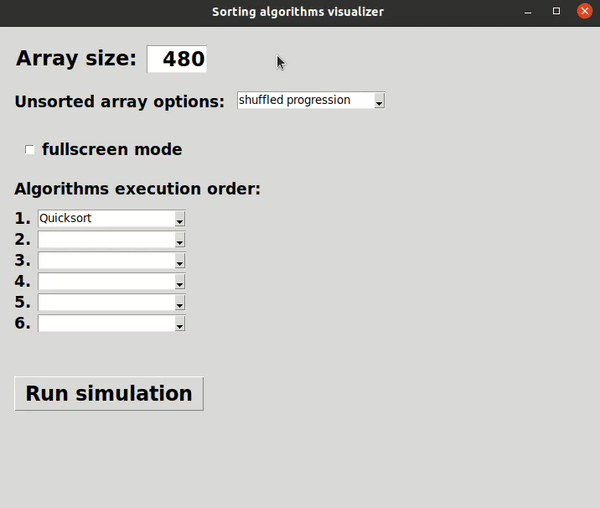 Sorting algorithms visualizer
Array size: 480
Unsorted array options: shuffled progression
fullscreen mode
Algorithms execution order:
1. Quicksort
2.
3.
4.
5.
6.
Run simulation